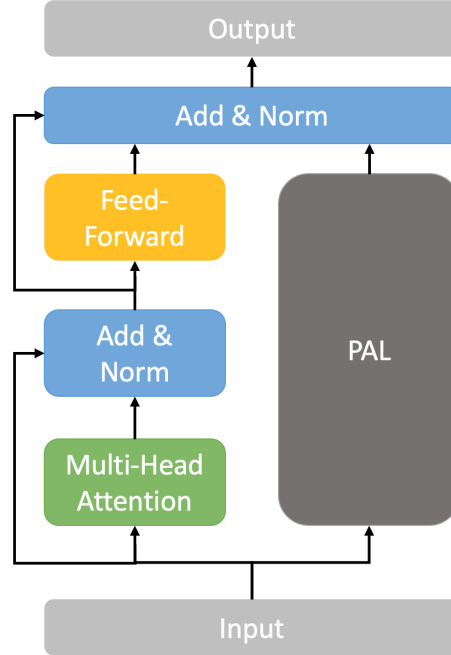 Output
Add & Norm
Feed-
Forward
Add &
Norm
PAL
Multi-Head
Attention
Input